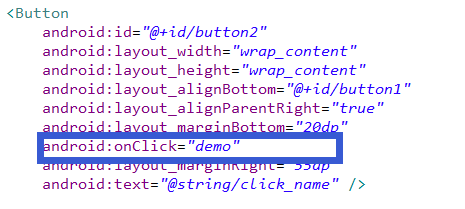 <Button
android:id="@+id/button2"
android:layout_width="wrap_content"
android:layout_height="wrap_content"
android:layout_alignBottom="@+id/button1"
android:layout_alignParentRight="true"
android:layout_marginBottom="20dp"
android:onClick="demo"
android:layout_marginRight="55dp"
android:text="@string/click_name" />